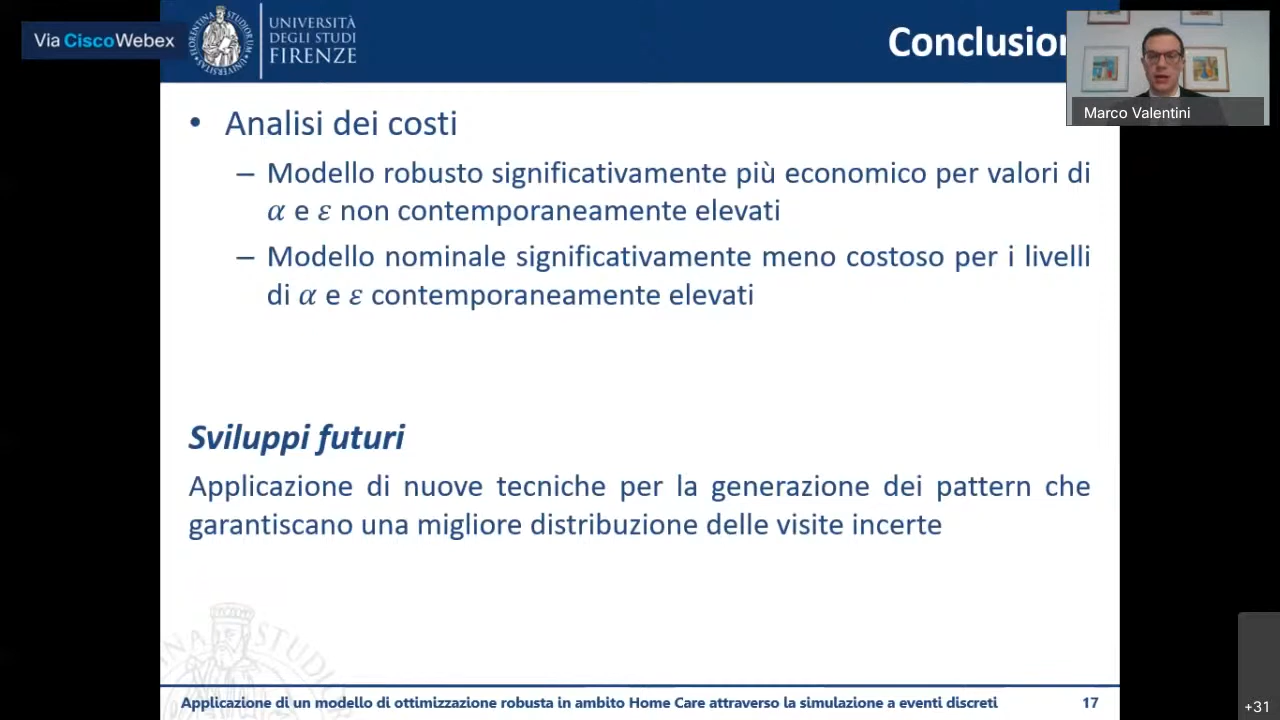 Via CiscoWebex
UNIVERSITÀ
DEGLI STUDI
FIRENZE
Conclusion
Marco Valentini
• Analisi dei costi
– Modello robusto significativamente più economico per valori di
α e ε non contemporaneamente elevati
– Modello nominale significativamente meno costoso per i livelli
di α e ε contemporaneamente elevati
Sviluppi futuri
Applicazione di nuove tecniche per la generazione dei pattern che
garantiscano una migliore distribuzione delle visite incerte
Applicazione di un modello di ottimizzazione robusta in ambito Home Care attraverso la simulazione a eventi discreti
17
+31